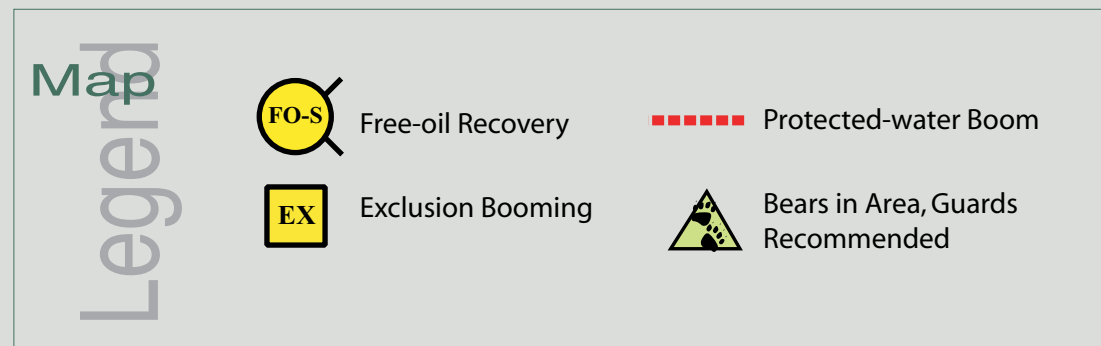 Map
Legend
FO-S
Free-oil Recovery
Protected-water Boom
EX
Exclusion Booming
Bears in Area, Guards
Recommended